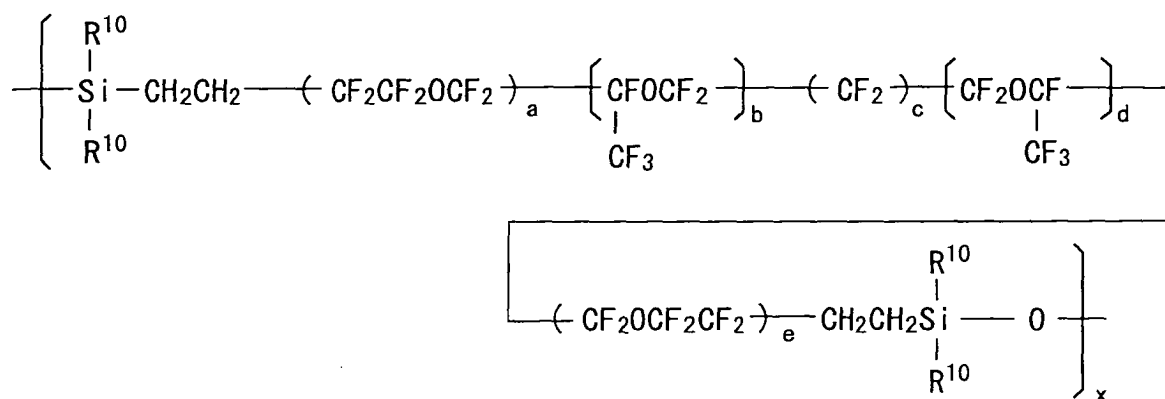 R¹⁰ 
Si—CH₂CH₂—(CF₂CF₂OCF₂)ₐ—[CFOCF₂]b—(CF₂)c—[CF₂OCF]d
R¹⁰ CF₃ CF₃
R¹⁰
(CF₂OCF₂CF₂)e—CH₂CH₂Si—O
R¹⁰ x